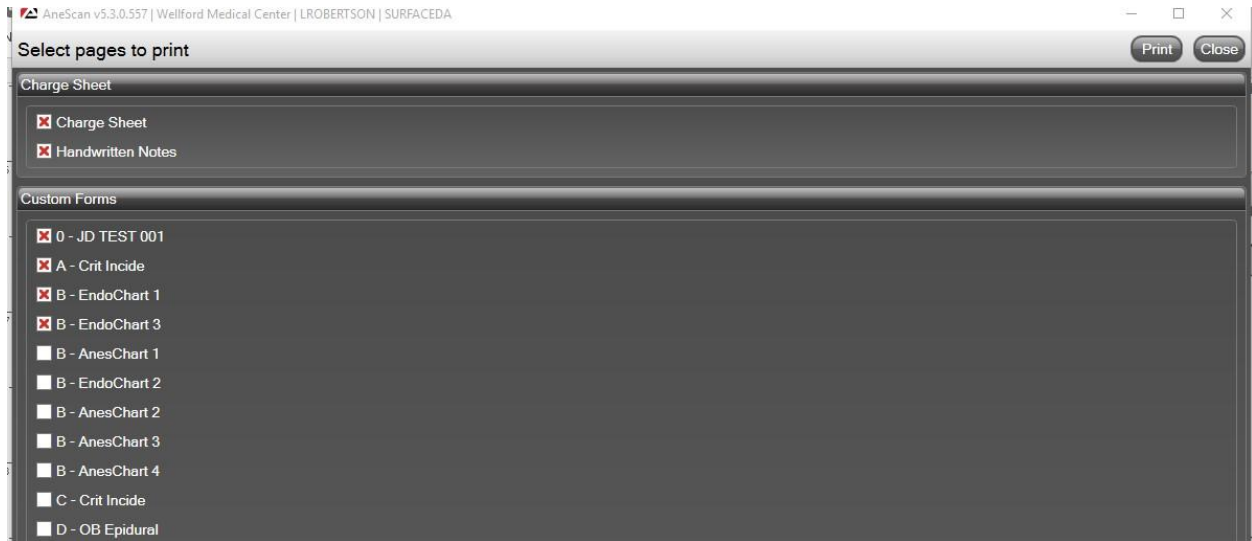 AneScan v5.3.0.557 | Wellford Medical Center | LROBERTSON | SURFACEDA
Select pages to print
Print
Close
Charge Sheet
Charge Sheet
Handwritten Notes
Custom Forms
0 - JD TEST 001
A - Crit Incide
B - EndoChart 1
B - EndoChart 3
B - AnesChart 1
B - EndoChart 2
B - AnesChart 2
B - AnesChart 3
B - AnesChart 4
C - Crit Incide
D - OB Epidural